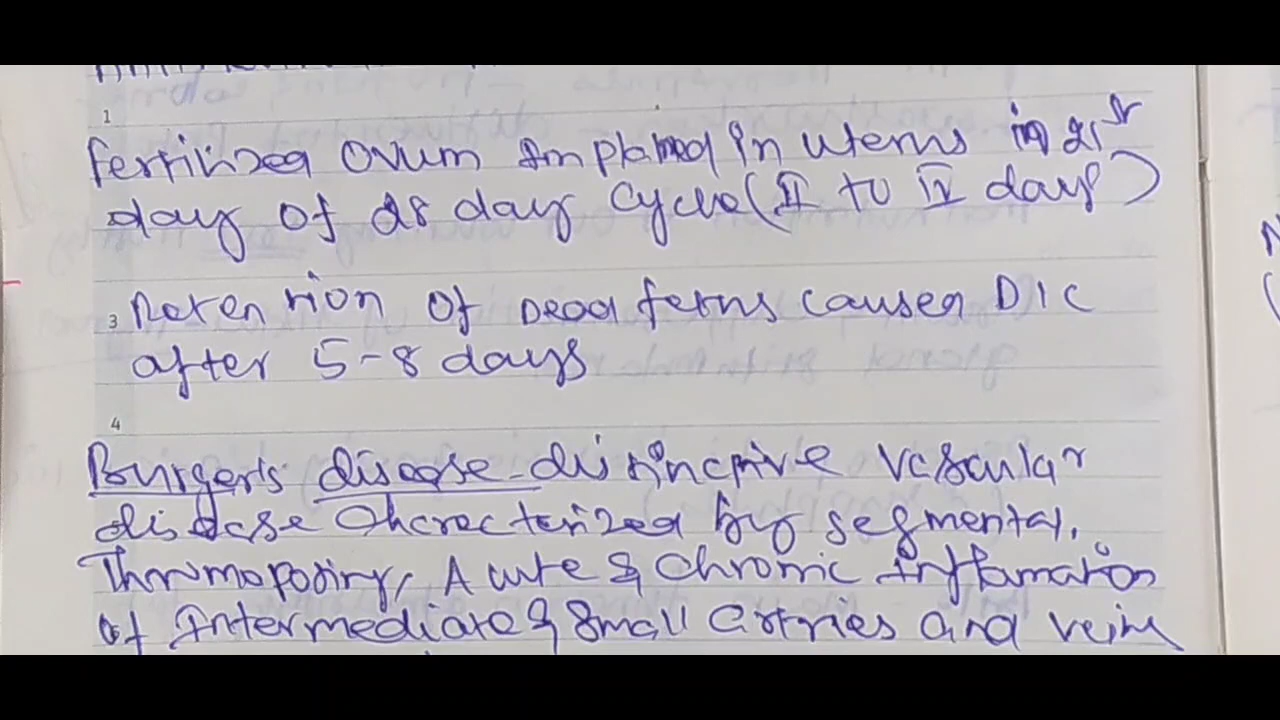 1
Fertilized Ovum Implanted in uterus in 21st
day of 28 day Cycle (II to IV days)
3 Retention of Dead fetus causes DIC
after 5-8 days
4
Burger's disease - distinctive vascular
disease Characterized by segmental,
Thrombosing, Acute & Chronic Inflamation
of Intermediate & Small arteries and veins